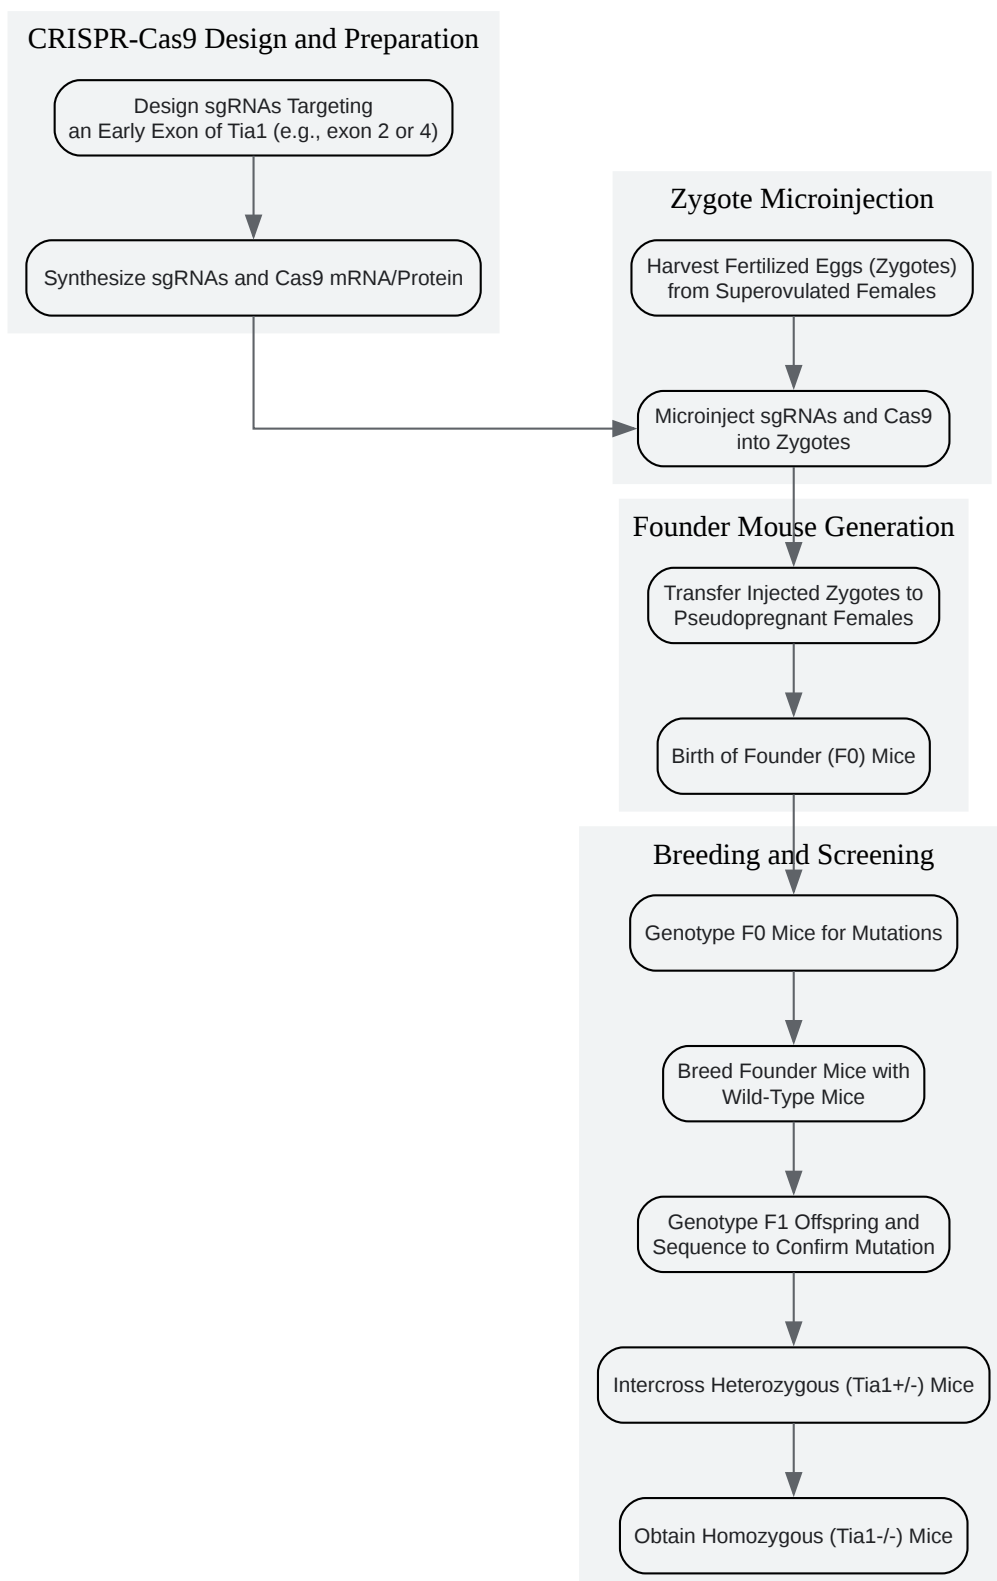 CRISPR-Cas9 Design and Preparation
Design sgRNAs Targeting
an Early Exon of Tia1 (e.g., exon 2 or 4)
Synthesize sgRNAs and Cas9 mRNA/Protein
Zygote Microinjection
Harvest Fertilized Eggs (Zygotes)
from Superovulated Females
Microinject sgRNAs and Cas9
into Zygotes
Founder Mouse Generation
Transfer Injected Zygotes to
Pseudopregnant Females
Birth of Founder (F0) Mice
Breeding and Screening
Genotype F0 Mice for Mutations
Breed Founder Mice with
Wild-Type Mice
Genotype F1 Offspring and
Sequence to Confirm Mutation
Intercross Heterozygous (Tia1+/-) Mice
Obtain Homozygous (Tia1-/-) Mice